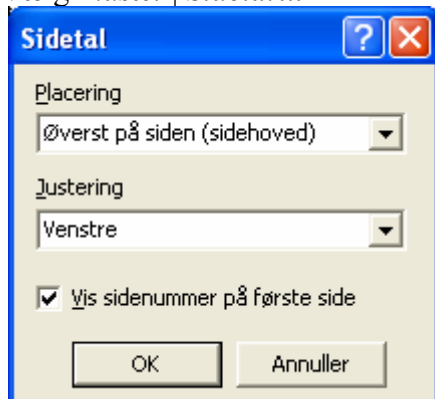 Sidetal
Placering
Øverst på siden (sidehoved)
Justering
Venstre
Vis sidenummer på første side
OK
Annuller